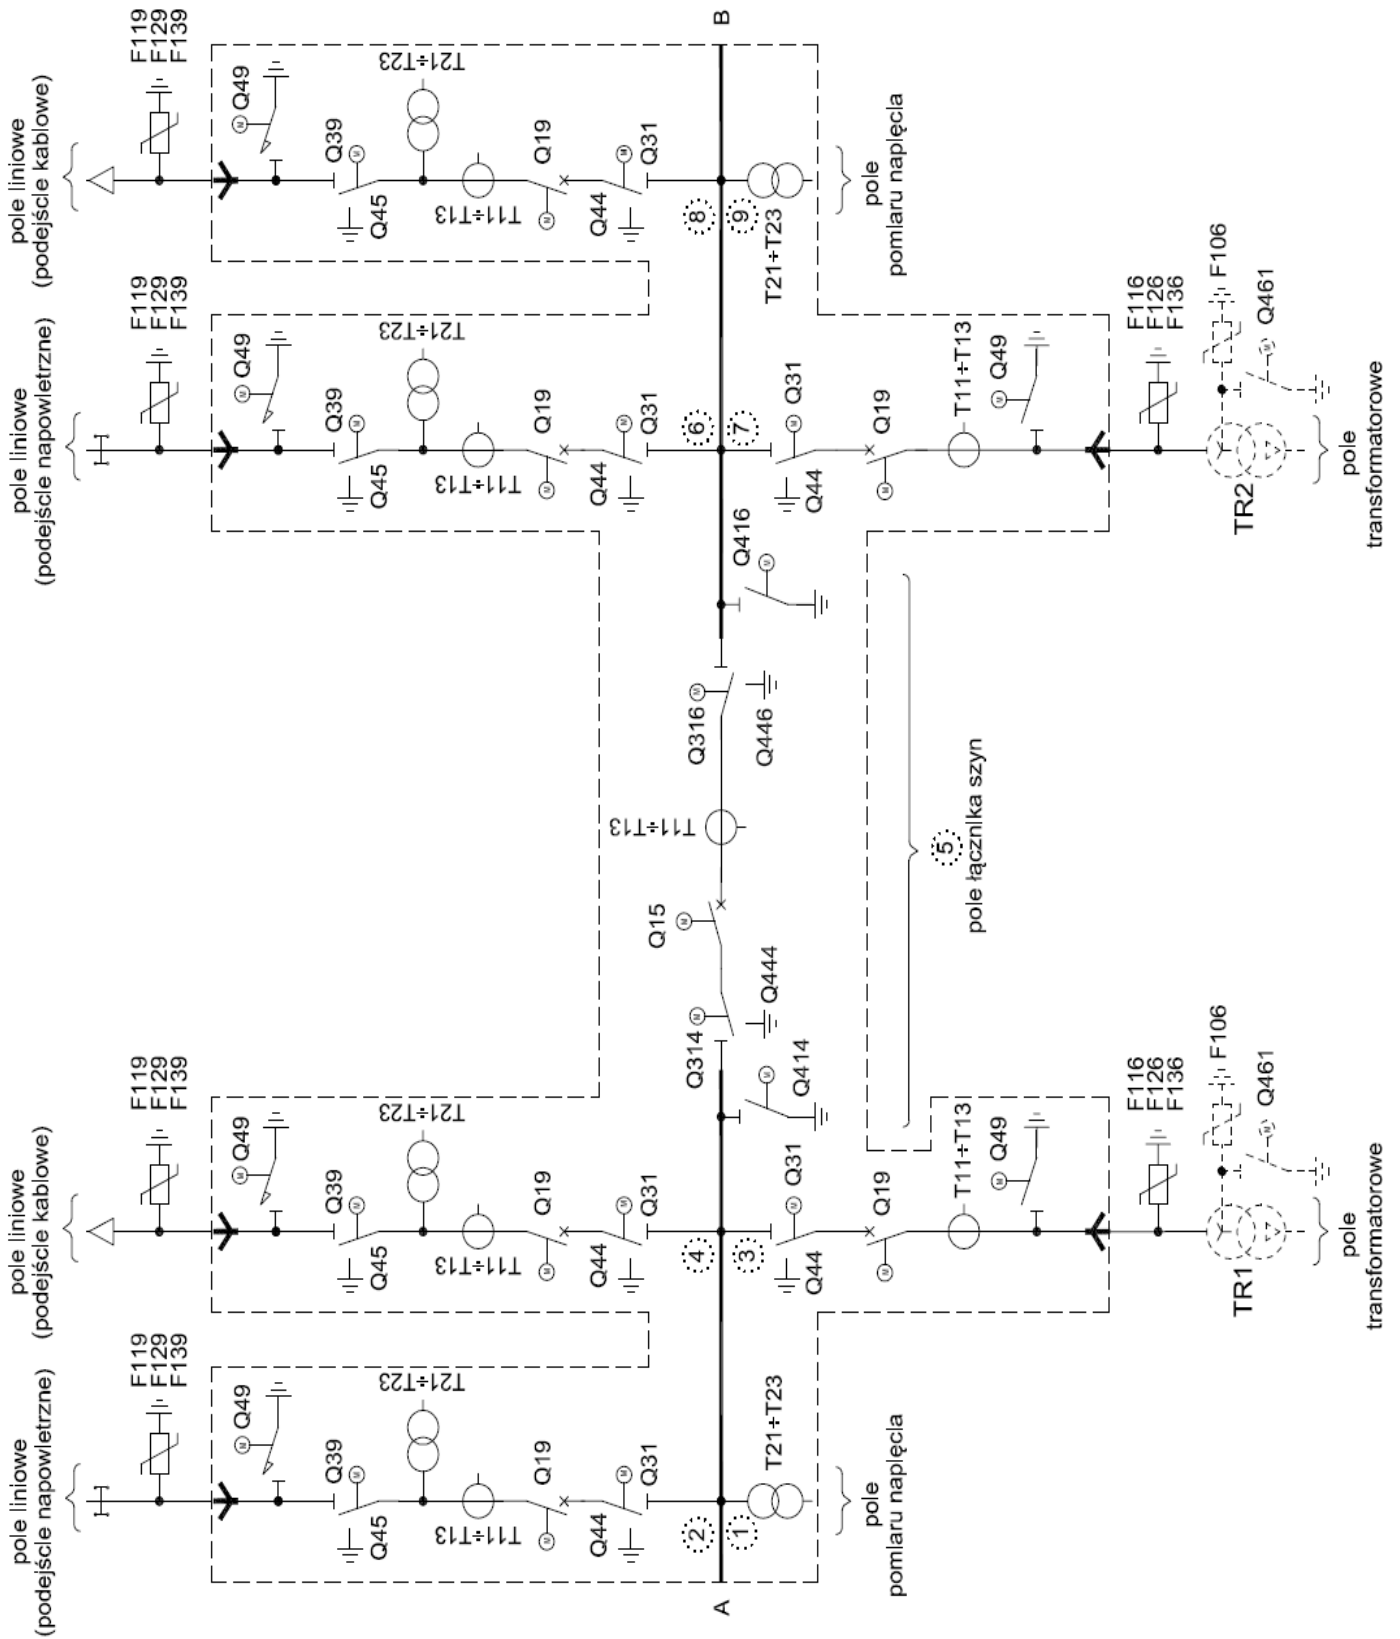 pole liniowe
(podejście napowietrzne)
pole liniowe
(podejście kablowe)
pole liniowe
(podejście napowietrzne)
pole liniowe
(podejście kablowe)
F119
F129
F139
F119
F129
F139
F119
F129
F139
F119
F129
F139
M
Q49
M
Q49
M
Q49
M
Q49
Q45
M
Q39
Q45
M
Q39
Q45
M
Q39
Q45
M
Q39
T21÷T23
T21÷T23
T21÷T23
T21÷T23
T11÷T13
T11÷T13
T11÷T13
T11÷T13
M
Q19
M
Q19
M
Q19
M
Q19
Q44
M
Q31
Q44
M
Q31
Q44
M
Q31
Q44
M
Q31
2
4
Q314
M
Q15
M
T11÷T13
Q316
M
6
8
A
B
1
T21÷T23
3
M
Q414
Q444
Q446
M
Q416
7
9
T21÷T23
Q44
M
Q31
Q44
M
Q31
pole
pomiaru napięcia
M
Q19
M
Q19
pole
pomiaru napięcia
T11÷T13
5
pole łącznika szyn
T11÷T13
M
Q49
M
Q49
F116
F126
F136
F116
F126
F136
TR1
F106
M
Q461
TR2
F106
M
Q461
pole
transformatorowe
pole
transformatorowe